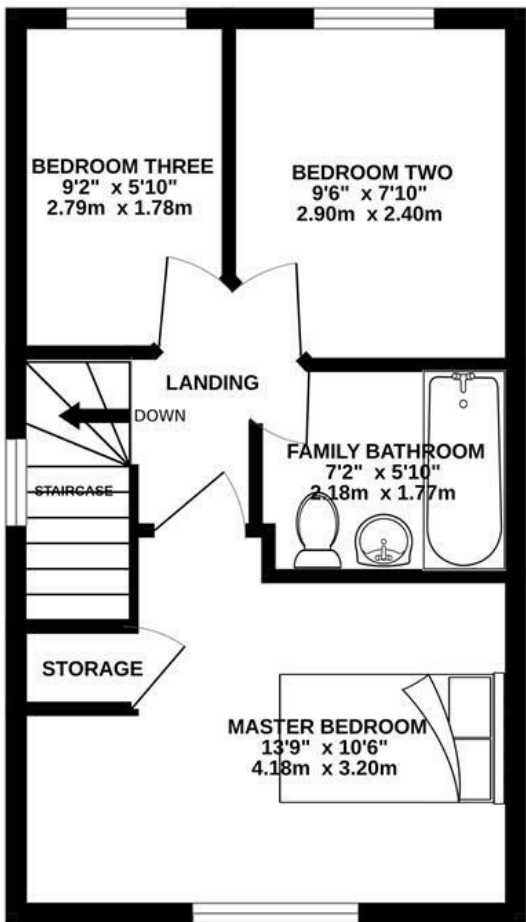 BEDROOM THREE
9'2" x 5'10"
2.79m x 1.78m
BEDROOM TWO
9'6" x 7'10"
2.90m x 2.40m
LANDING
DOWN
FAMILY BATHROOM
7'2" x 5'10"
2.18m x 1.77m
STAIRCASE
STORAGE
MASTER BEDROOM
13'9" x 10'6"
4.18m x 3.20m